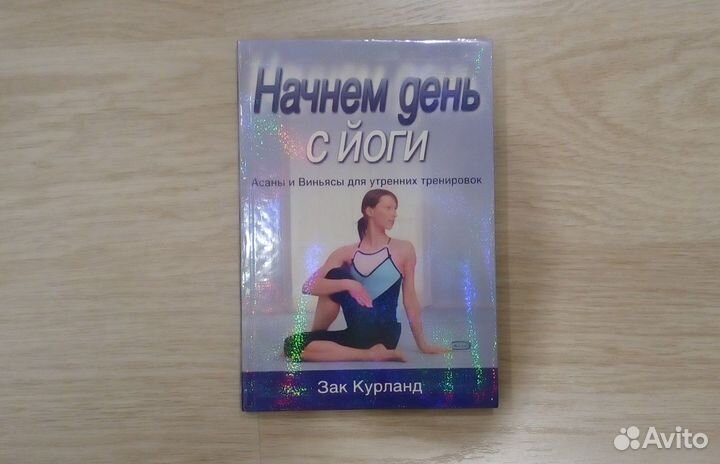 Начнем день
с йоги
Асаны и Виньясы для утренних тренировок
Зак Курланд
Avito